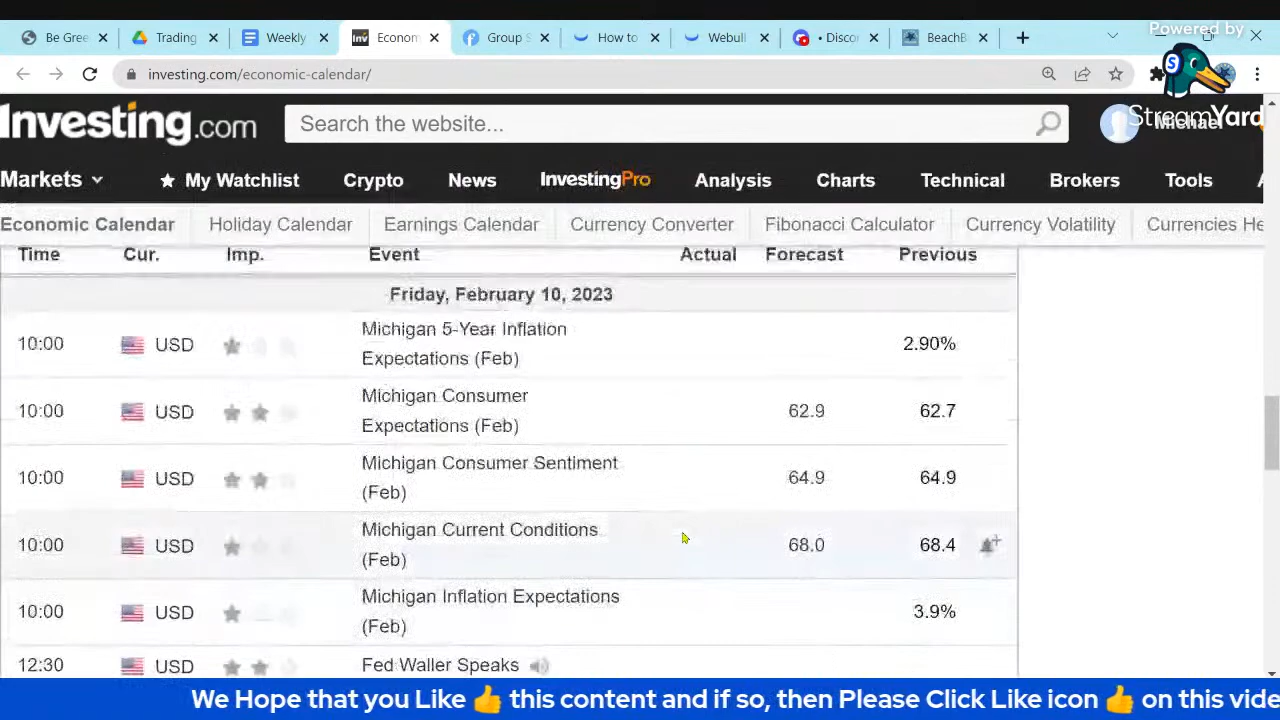 Powered by
Be Gree
Trading
Weekly
Inv
Econom
Group S
How to
Webull
• Discor
BeachB
investing.com/economic-calendar/
S
StreamYard
Investing.com
Search the website...
Michael
Markets
My Watchlist
Crypto
News
InvestingPro
Analysis
Charts
Technical
Brokers
Tools
Economic Calendar
Holiday Calendar
Earnings Calendar
Currency Converter
Fibonacci Calculator
Currency Volatility
Currencies He
Time Cur. Imp. Event Actual Forecast Previous
Friday, February 10, 2023
10:00 USD Michigan 5-Year Inflation
Expectations (Feb) 2.90%
10:00 USD Michigan Consumer
Expectations (Feb) 62.9 62.7
10:00 USD Michigan Consumer Sentiment
(Feb) 64.9 64.9
10:00 USD Michigan Current Conditions
(Feb) 68.0 68.4
10:00 USD Michigan Inflation Expectations
(Feb) 3.9%
12:30 USD Fed Waller Speaks
We Hope that you Like 👍 this content and if so, then Please Click Like icon 👍 on this vide